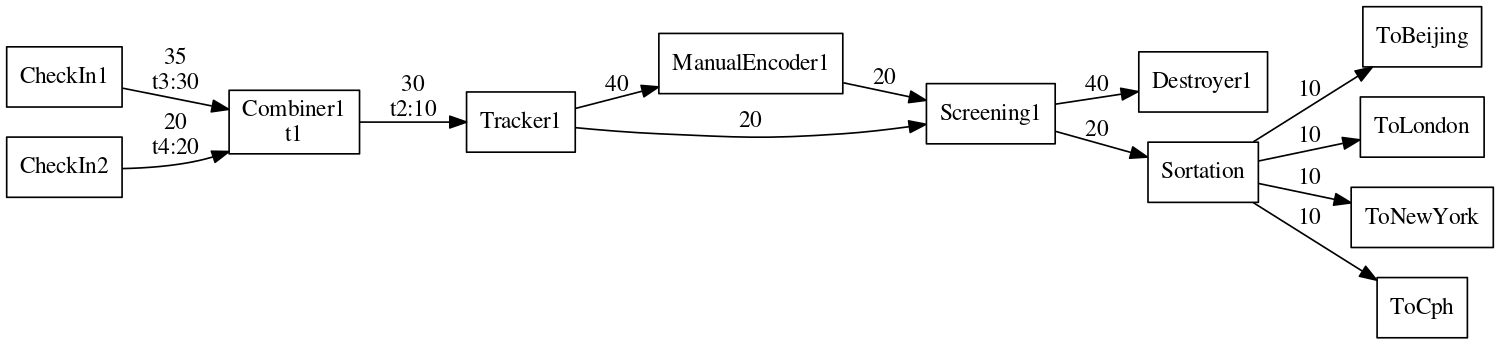 CheckIn1
35
t3:30
CheckIn2
20
t4:20
Combiner1
t1
30
t2:10
Tracker1
40
20
ManualEncoder1
20
Screening1
40
20
Destroyer1
Sortation
10
10
10
10
ToBeijing
ToLondon
ToNewYork
ToCph